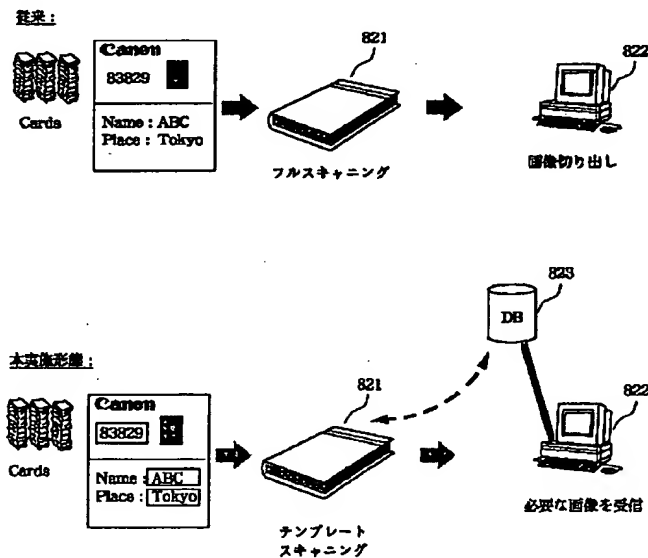 従来:
821
822
Canon
83829
Cards
Name : ABC
Place : Tokyo
フルスキャニング
画像切り出し
823
DB
本実施形態:
821
822
Canon
83829
Cards
Name : ABC
Place : Tokyo
テンプレート
スキャニング
必要な画像を受信